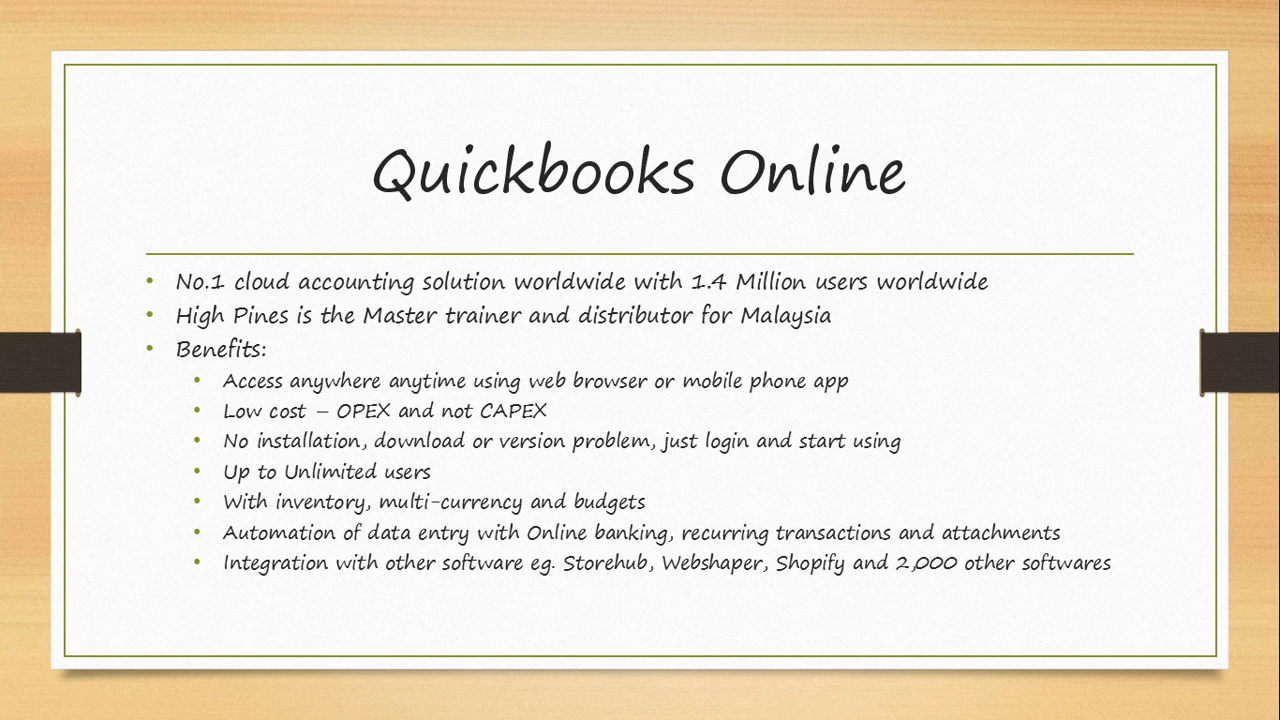 Quickbooks Online
• No.1 cloud accounting solution worldwide with 1.4 Million users worldwide
• High Pines is the Master trainer and distributor for Malaysia
• Benefits:
• Access anywhere anytime using web browser or mobile phone app
• Low cost – OPEX and not CAPEX
• No installation, download or version problem, just login and start using
• Up to Unlimited users
• With inventory, multi-currency and budgets
• Automation of data entry with Online banking, recurring transactions and attachments
• Integration with other software eg. Storehub, Webshaper, Shopify and 2,000 other softwares